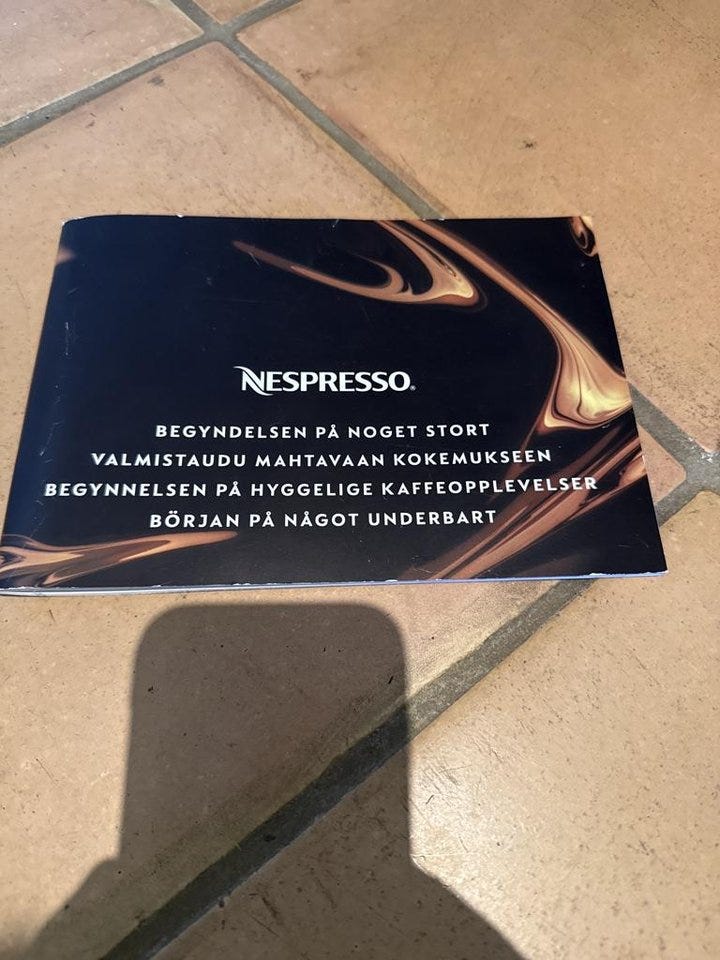 NESPRESSO®
BEGYNDELSEN PÅ NOGET STORT
VALMISTAUDU MAHTAVAAN KOKEMUKSEEN
BEGYNNELSEN PÅ HYGGELIGE KAFFEOPPLEVELSER
BÖRJAN PÅ NÅGOT UNDERBART